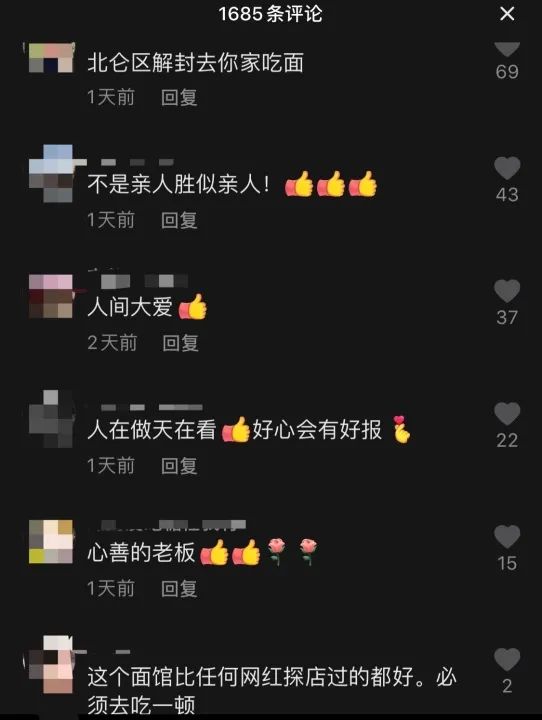 1685条评论
北仑区解封去你家吃面
69
1天前 回复
不是亲人胜似亲人！
43
1天前 回复
人间大爱
37
2天前 回复
人在做天在看 好心会有好报
22
1天前 回复
心善的老板
15
1天前 回复
这个面馆比任何网红探店过的都好。必
2
须去吃一顿